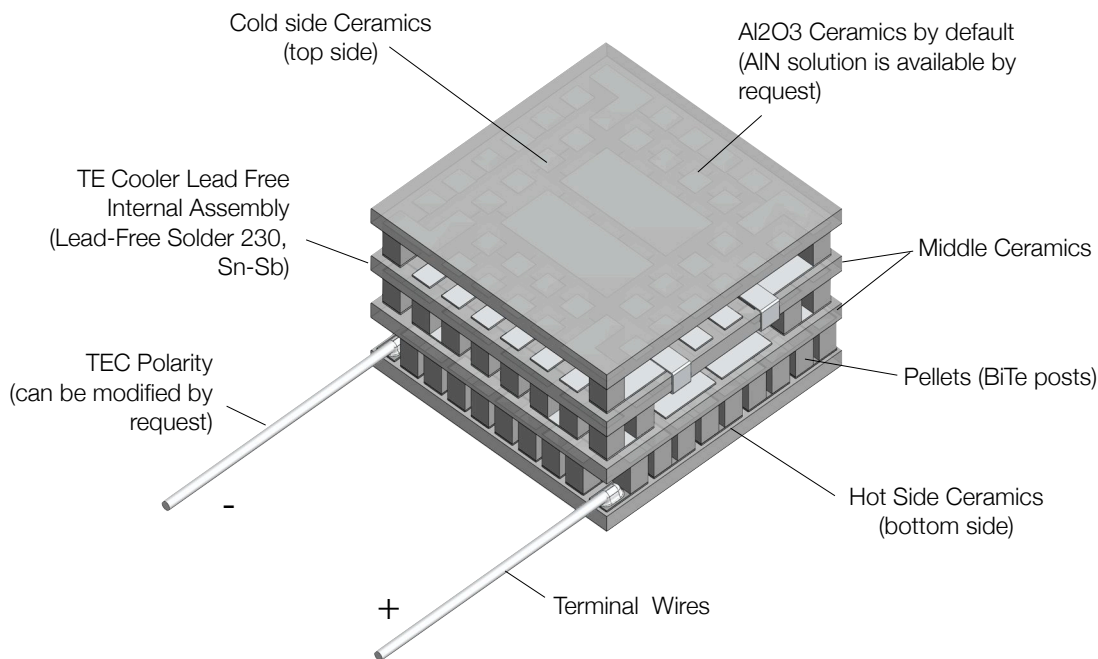 Cold side Ceramics
(top side)
Al2O3 Ceramics by default
(AlN solution is available by
request)
TE Cooler Lead Free
Internal Assembly
(Lead-Free Solder 230,
Sn-Sb)
Middle Ceramics
TEC Polarity
(can be modified by
request)
Pellets (BiTe posts)
Hot Side Ceramics
(bottom side)
-
+
Terminal Wires